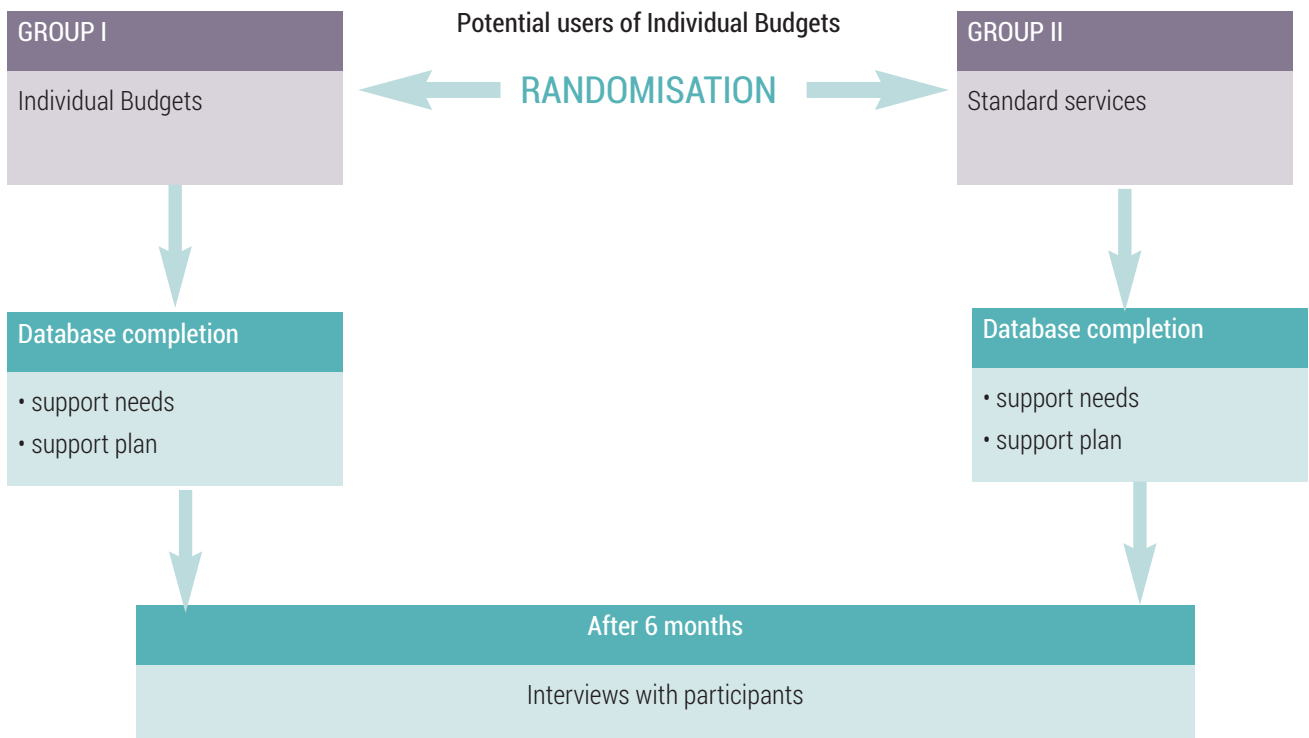 Potential users of Individual Budgets
RANDOMISATION
GROUP I
Individual Budgets
GROUP II
Standard services
Database completion
• support needs
• support plan
Database completion
• support needs
• support plan
After 6 months
Interviews with participants